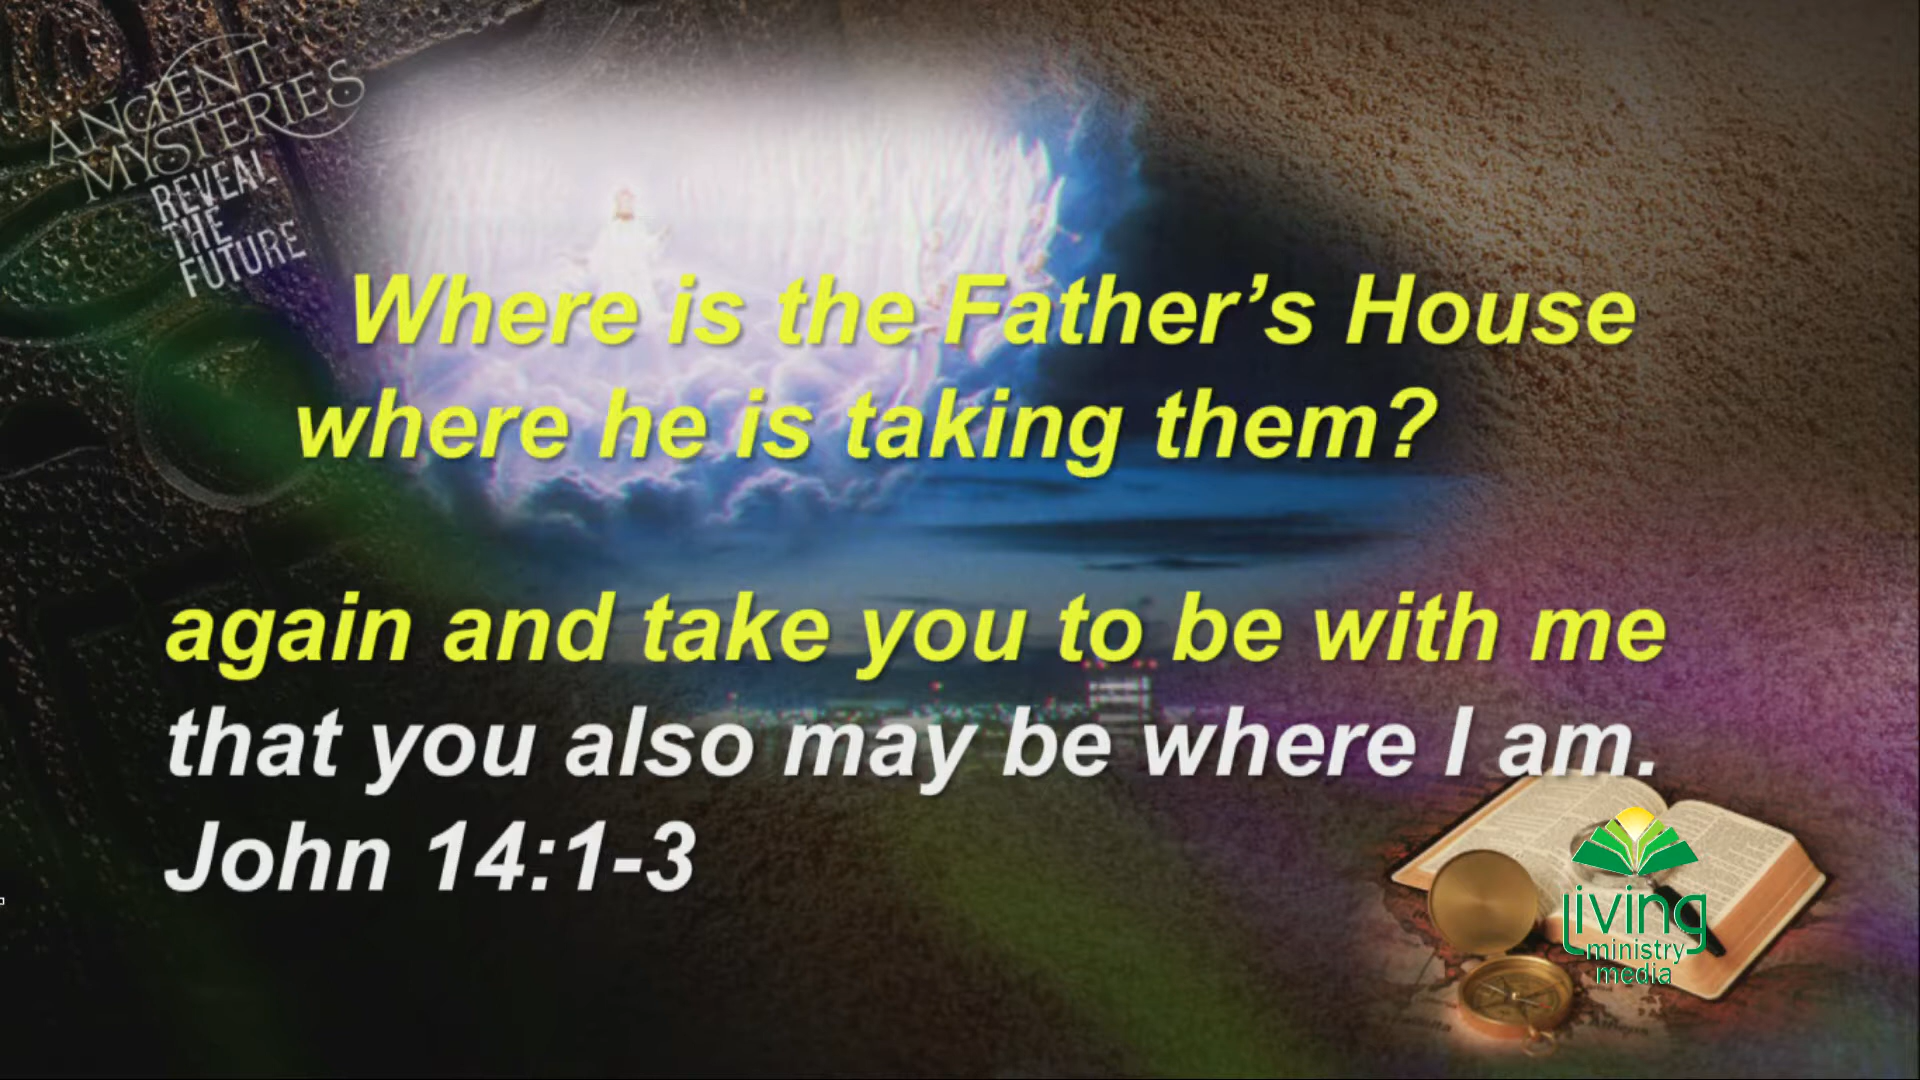 ANCIENT
MYSTERIES
REVEAL
THE
FUTURE
Where is the Father’s House
where he is taking them?
again and take you to be with me
that you also may be where I am.
John 14:1-3
Living
ministry
media